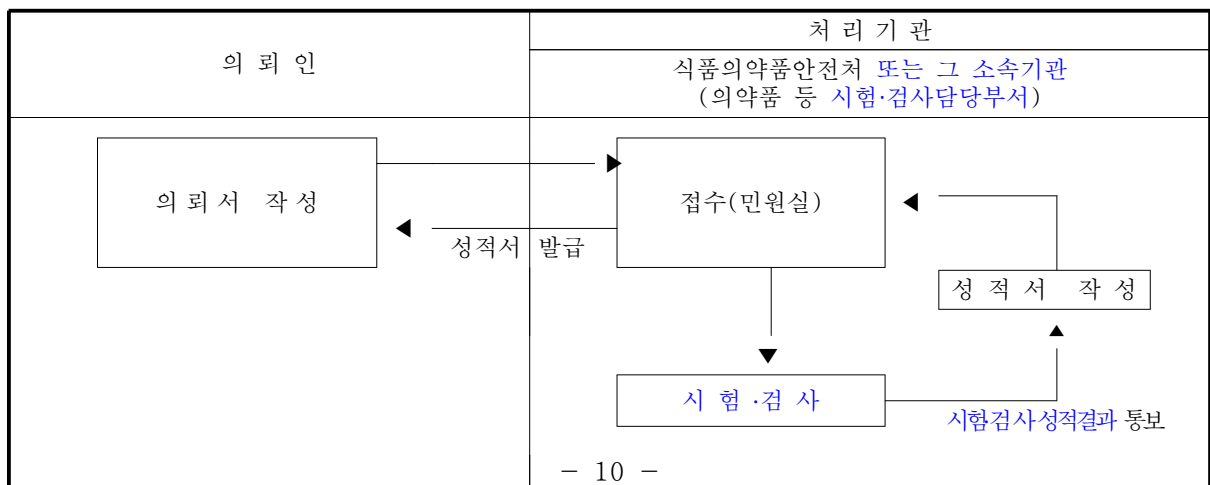 의 뢰 인
처 리 기 관
식품의약품안전처 또는 그 소속기관
(의약품 등 시험·검사담당부서)
의 뢰 서 작 성
접수(민원실)
성적서 발급
성 적 서 작 성
시 험 ·검 사
시험·검사성적결과 통보
- 10 -